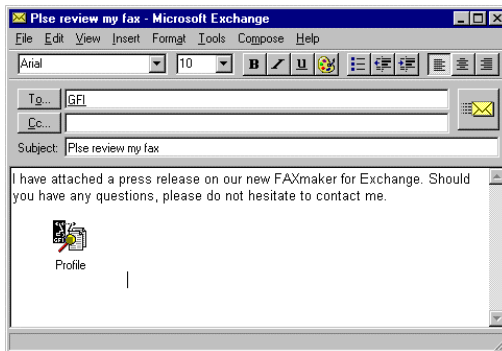 Plse review my fax - Microsoft Exchange
File Edit View Insert Format Tools Compose Help
Arial 10 B I U
To... GFI
Cc...
Subject: Plse review my fax
I have attached a press release on our new FAXmaker for Exchange. Should
you have any questions, please do not hesitate to contact me.
Profile